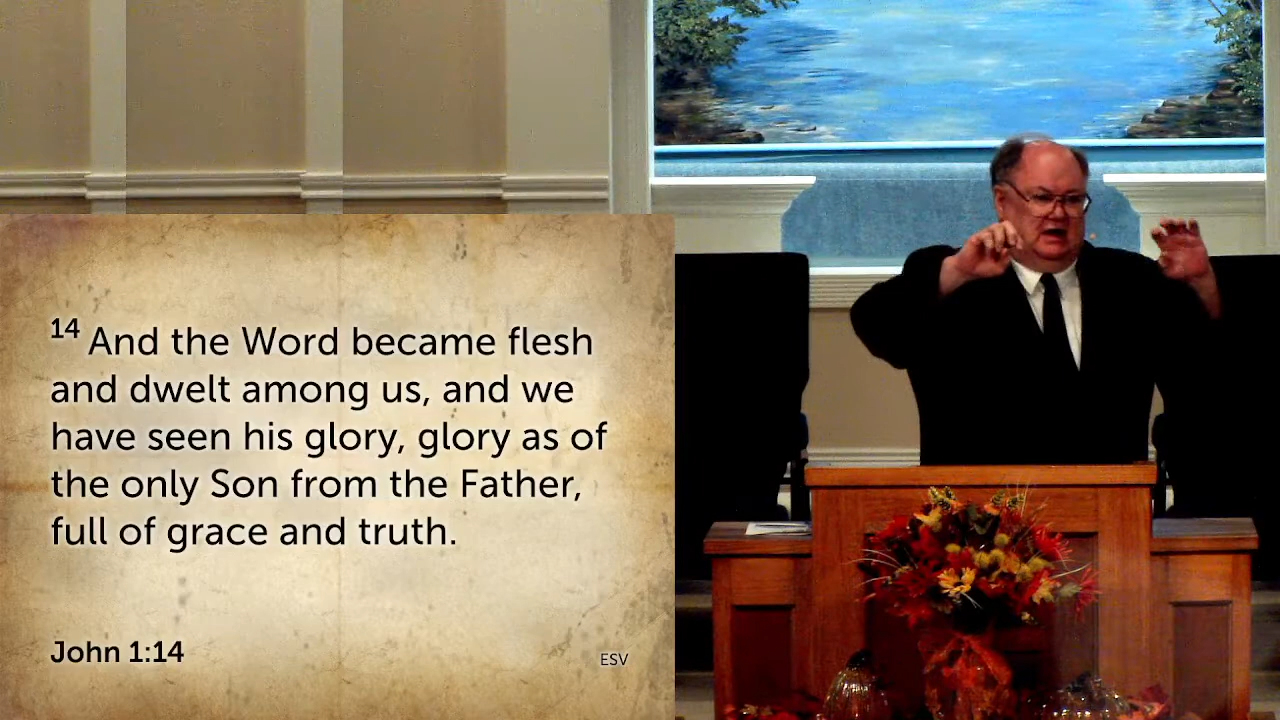 14 And the Word became flesh
and dwelt among us, and we
have seen his glory, glory as of
the only Son from the Father,
full of grace and truth.
John 1:14
ESV